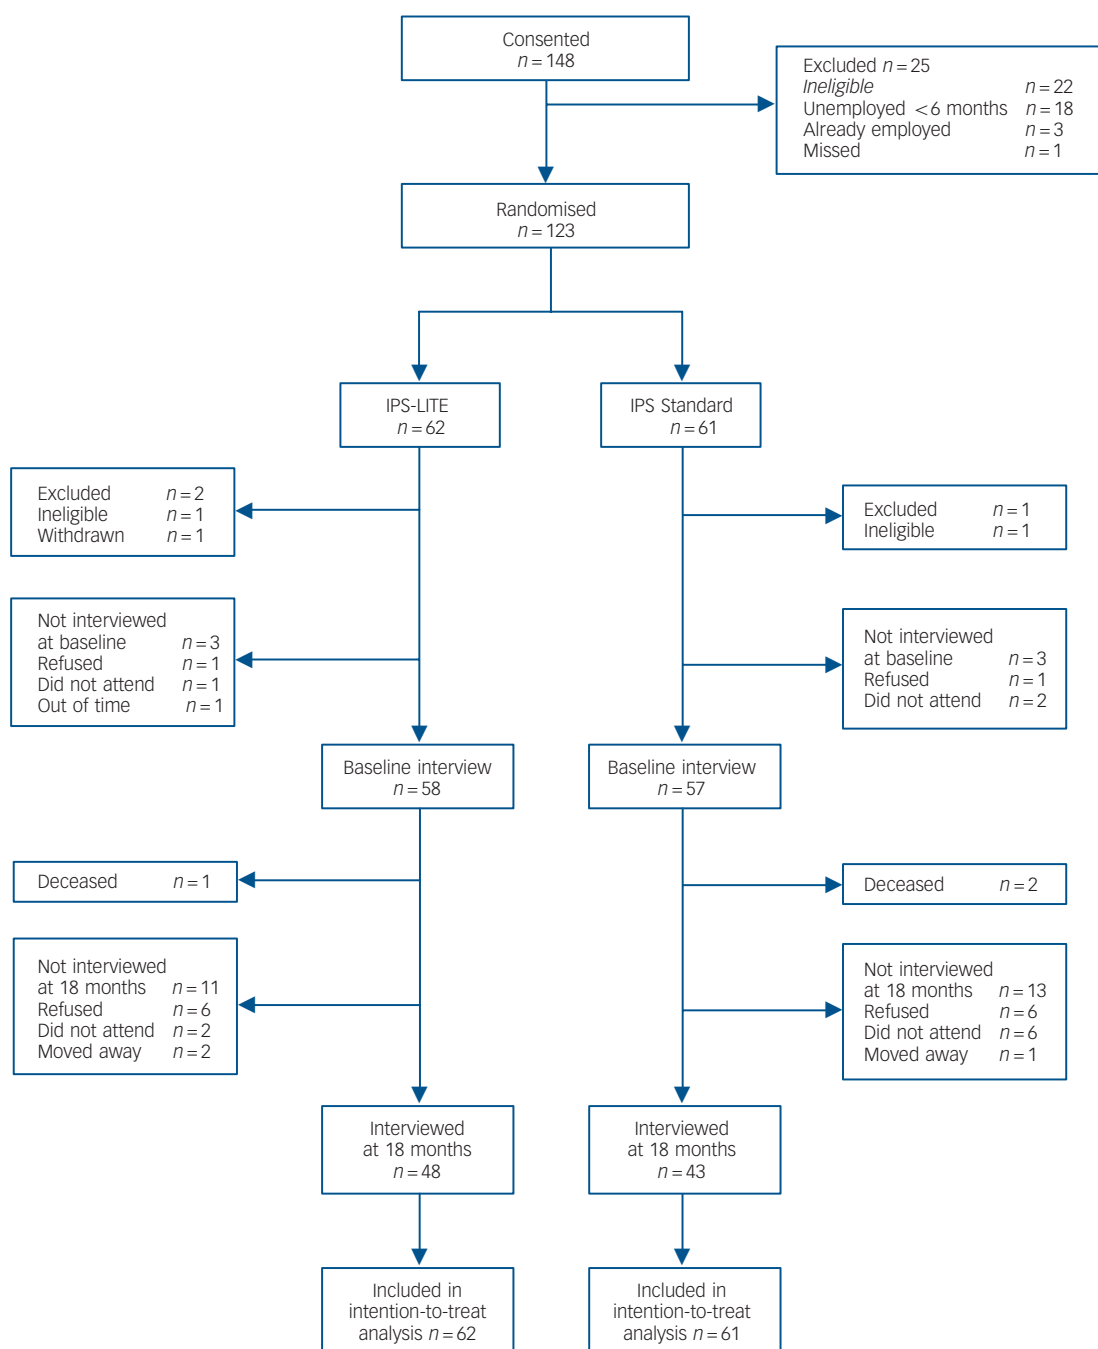 Consented
n=148
Excluded n=25
Ineligible n=22
Unemployed <6 months n=18
Already employed n=3
Missed n=1
Randomised
n=123
IPS-LITE
n=62
IPS Standard
n=61
Excluded n=2
Ineligible n=1
Withdrawn n=1
Excluded n=1
Ineligible n=1
Not interviewed
at baseline n=3
Refused n=1
Did not attend n=1
Out of time n=1
Not interviewed
at baseline n=3
Refused n=1
Did not attend n=2
Baseline interview
n=58
Baseline interview
n=57
Deceased n=1
Deceased n=2
Not interviewed
at 18 months n=11
Refused n=6
Did not attend n=2
Moved away n=2
Not interviewed
at 18 months n=13
Refused n=6
Did not attend n=6
Moved away n=1
Interviewed
at 18 months
n=48
Interviewed
at 18 months
n=43
Included in
intention-to-treat
analysis n=62
Included in
intention-to-treat
analysis n=61